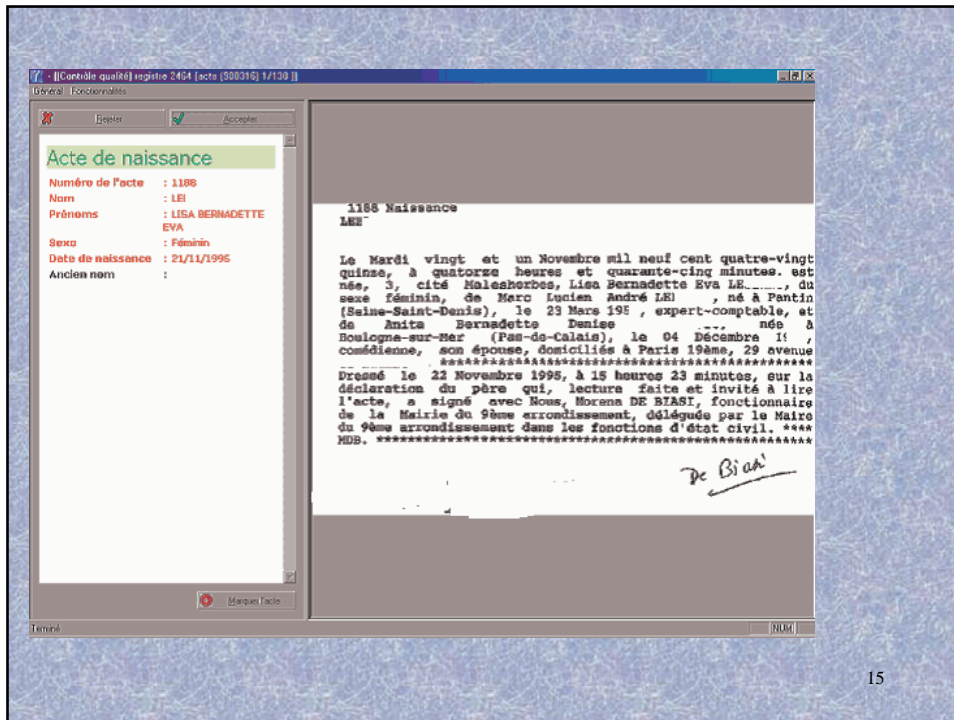 - [[Contrôle qualité] registre 2464 [acte (900316) 1/130 ]]
Général Fonctionnalités
Rejeter Accepter
Acte de naissance
Numéro de l'acte : 1188
Nom : LEI
Prénoms : LISA BERNADETTE
EVA
Sexe : Féminin
Date de naissance : 21/11/1995
Ancien nom :
Marquer l'acte
Terminé
NUM
1188 Naissance
Le Mardi vingt et un Novembre mil neuf cent quatre-vingt
quinze, à quatorze heures et quarante-cinq minutes. est
née, 3, cité Malesherbes, Lisa Bernadette Eva LE , du
sexe féminin, de Marc Lucien André LEI , né à Pantin
(Seine-Saint-Denis), le 23 Mars 195 , expert-comptable, et
de Anita Bernadette Denise , née à
Boulogne-sur-Mer (Pas-de-Calais), le 04 Décembre 1 ,
comédienne, son épouse, domiciliés à Paris 19ème, 29 avenue
************************************************
Dressé le 22 Novembre 1995, à 15 heures 23 minutes, sur la
déclaration du père qui, lecture faite et invité à lire
l'acte, a signé avec Nous, Morena DE BIASI, fonctionnaire
de la Mairie du 9ème arrondissement, déléguée par le Maire
du 9ème arrondissement dans les fonctions d'état civil. ****
MDB. *******************************************************
De Biasi
15